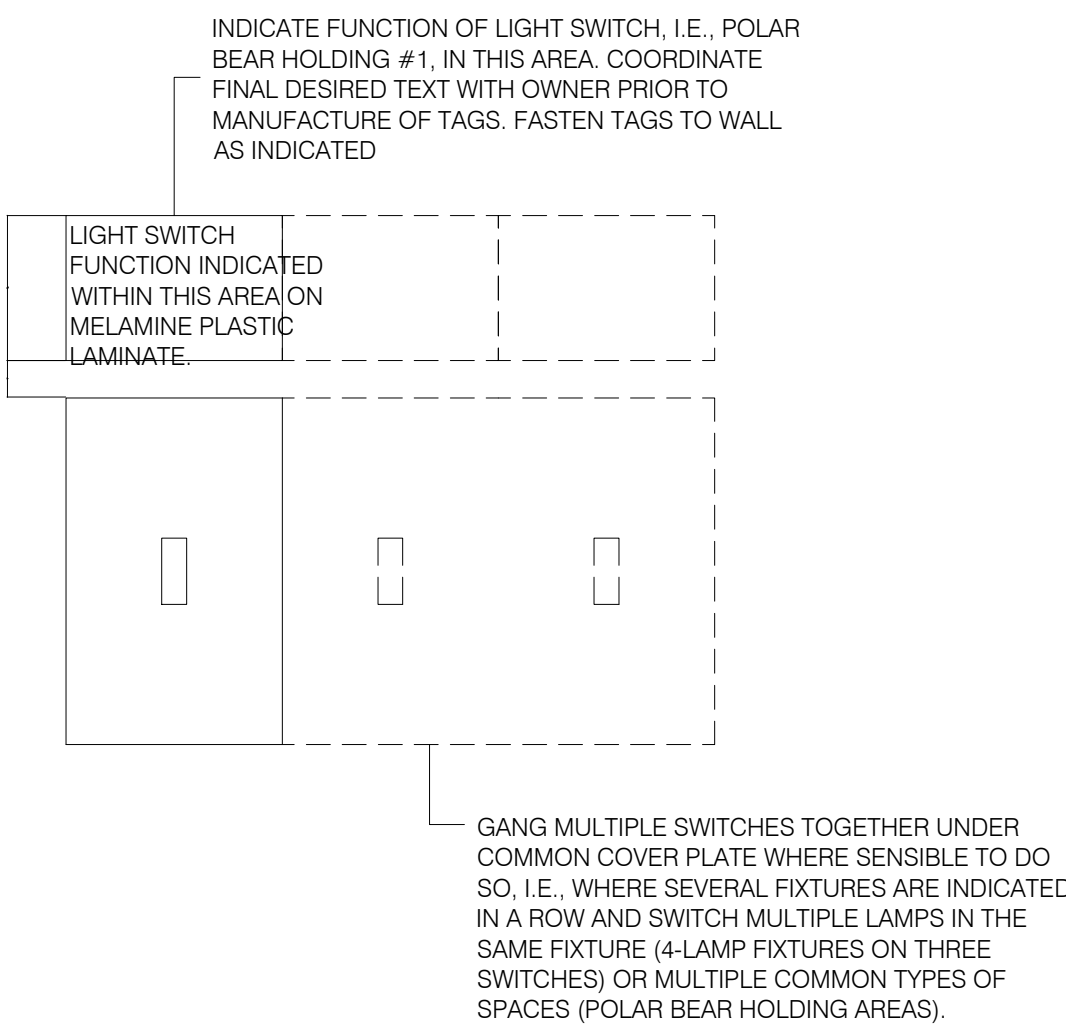 INDICATE FUNCTION OF LIGHT SWITCH, I.E., POLAR
BEAR HOLDING #1, IN THIS AREA. COORDINATE
FINAL DESIRED TEXT WITH OWNER PRIOR TO
MANUFACTURE OF TAGS. FASTEN TAGS TO WALL
AS INDICATED
LIGHT SWITCH
FUNCTION INDICATED
WITHIN THIS AREA ON
MELAMINE PLASTIC
LAMINATE.
GANG MULTIPLE SWITCHES TOGETHER UNDER
COMMON COVER PLATE WHERE SENSIBLE TO DO
SO, I.E., WHERE SEVERAL FIXTURES ARE INDICATED
IN A ROW AND SWITCH MULTIPLE LAMPS IN THE
SAME FIXTURE (4-LAMP FIXTURES ON THREE
SWITCHES) OR MULTIPLE COMMON TYPES OF
SPACES (POLAR BEAR HOLDING AREAS).